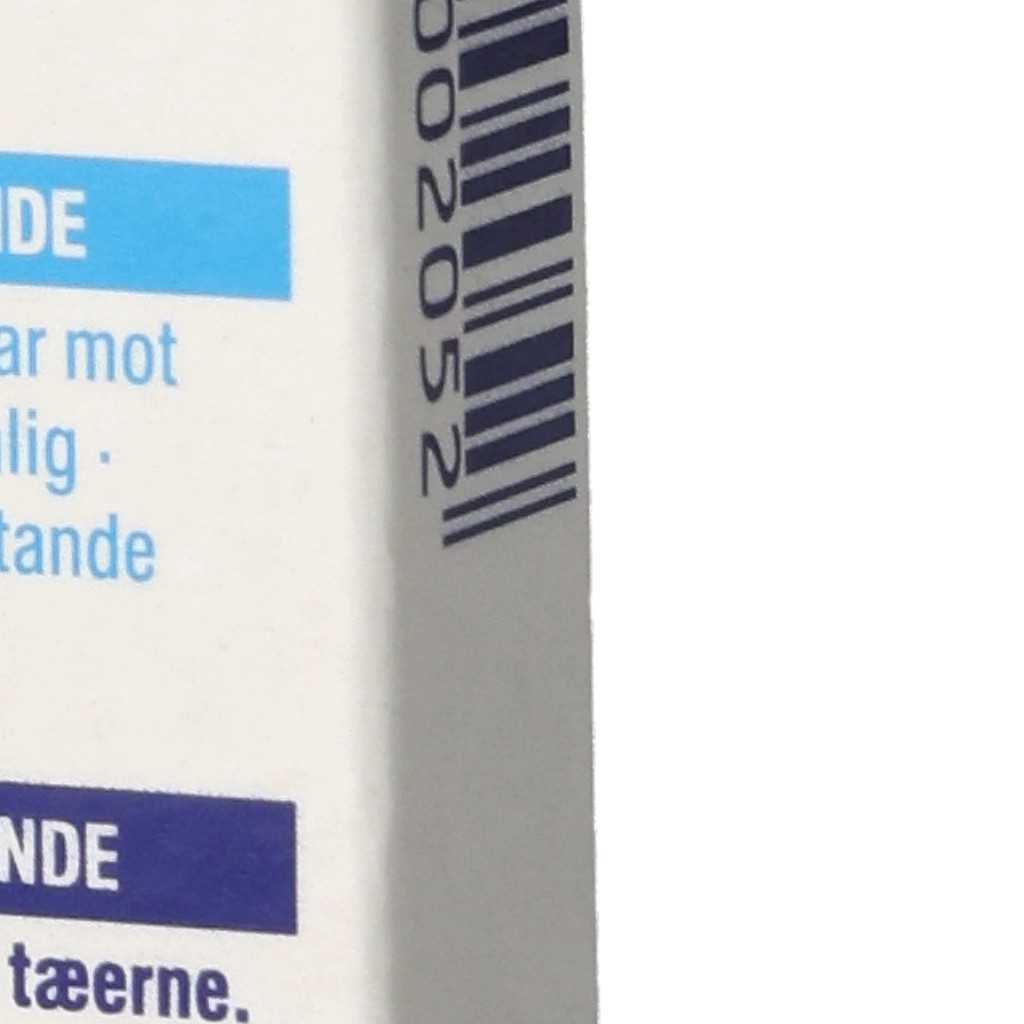 NDE
ar mot
lig ·
tande
NDE
tæerne.
002052